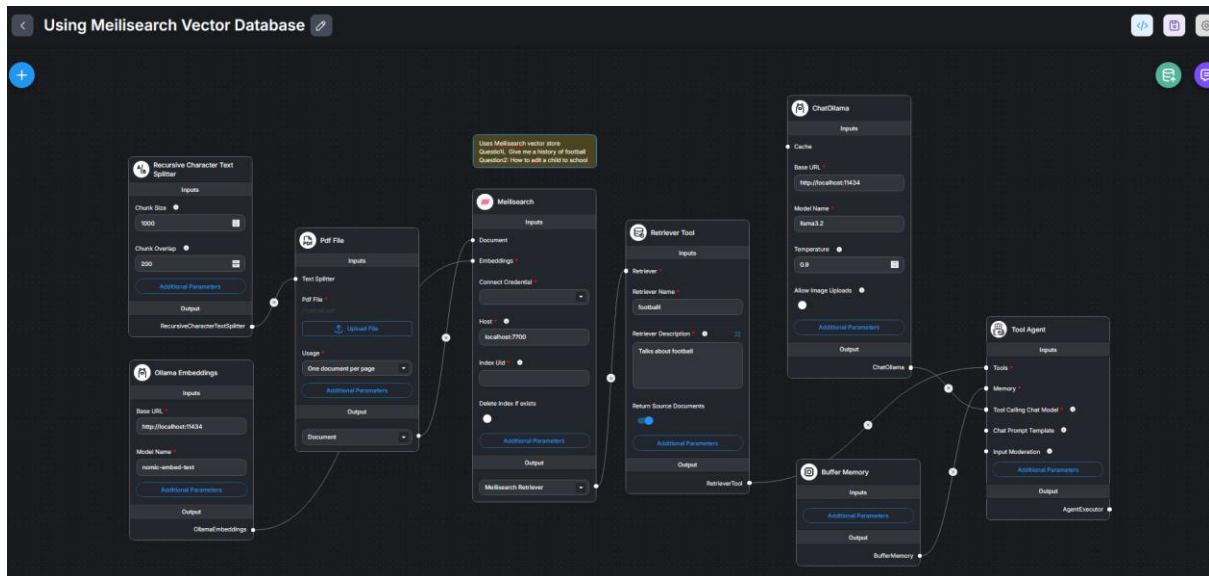 Using Meilisearch Vector Database
Uses Meilisearch vector store
Question1. Give me a history of football
Question2: How to edit a child to school
Recursive Character Text
Splitter
Inputs
Chunk Size
1000
Chunk Overlap
200
Additional Parameters
Output
RecursiveCharacterTextSplitter
Ollama Embeddings
Inputs
Base URL *
http://localhost:11434
Model Name *
nomic-embed-text
Additional Parameters
Output
OllamaEmbeddings
PDF
Pdf File
Inputs
Text Splitter
Pdf File *
Upload File
Usage *
One document per page
Additional Parameters
Output
Document
Meilisearch
Inputs
Document
Embeddings *
Connect Credential *
Host *
localhost:7700
Index Uid *
Delete Index if exists
Additional Parameters
Output
Meilisearch Retriever
Retriever Tool
Inputs
Retriever *
Retriever Name *
football
Retriever Description *
Talks about football
Return Source Documents
Additional Parameters
Output
RetrieverTool
ChatOllama
Inputs
Cache
Base URL *
http://localhost:11434
Model Name *
llama3.2
Temperature
0.9
Allow Image Uploads
Additional Parameters
Output
ChatOllama
Buffer Memory
Inputs
Additional Parameters
Output
BufferMemory
Tool Agent
Inputs
Tools *
Memory *
Tool Calling Chat Model *
Chat Prompt Template
Input Moderation
Additional Parameters
Output
AgentExecutor